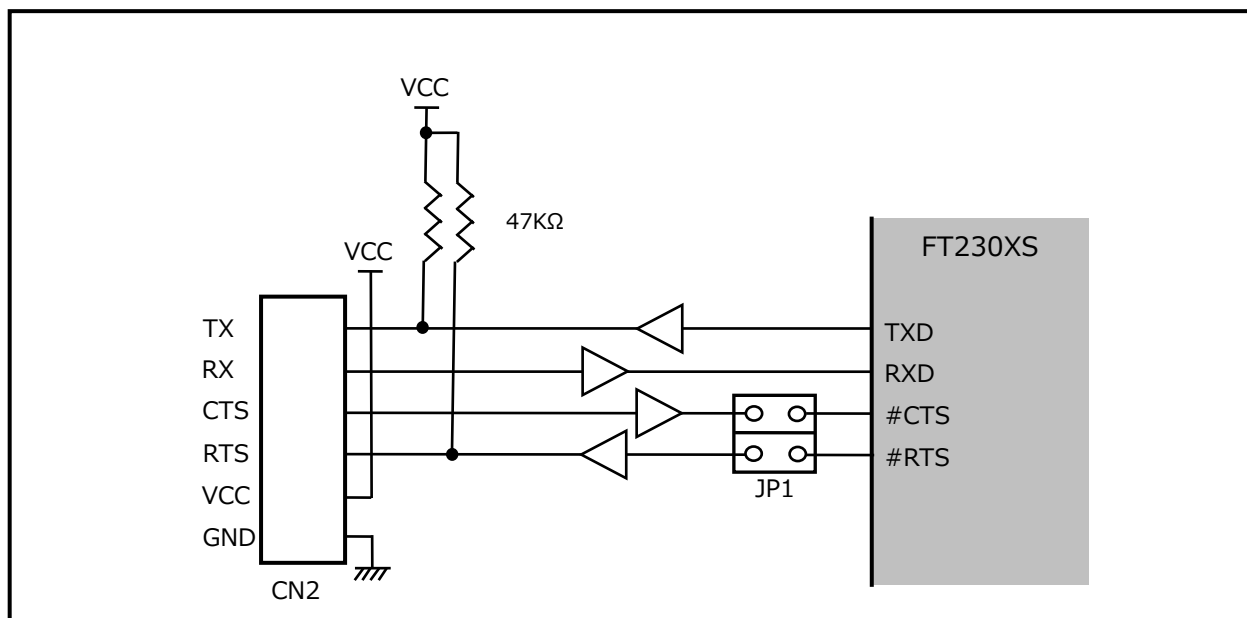 VCC
47KΩ
VCC
FT230XS
TX
TXD
RX
RXD
CTS
#CTS
RTS
#RTS
VCC
JP1
GND
CN2